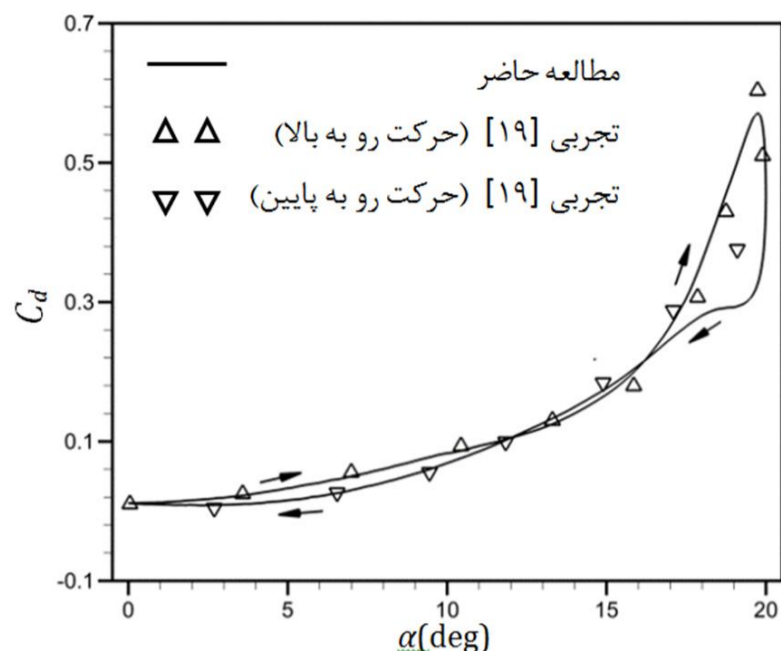 0.7
0.5
0.3
0.1
-0.1
C_d
مطالعه حاضر
تجربی [۱۹] (حرکت رو به بالا)
تجربی [۱۹] (حرکت رو به پایین)
0 5 10 15 20
α(deg)